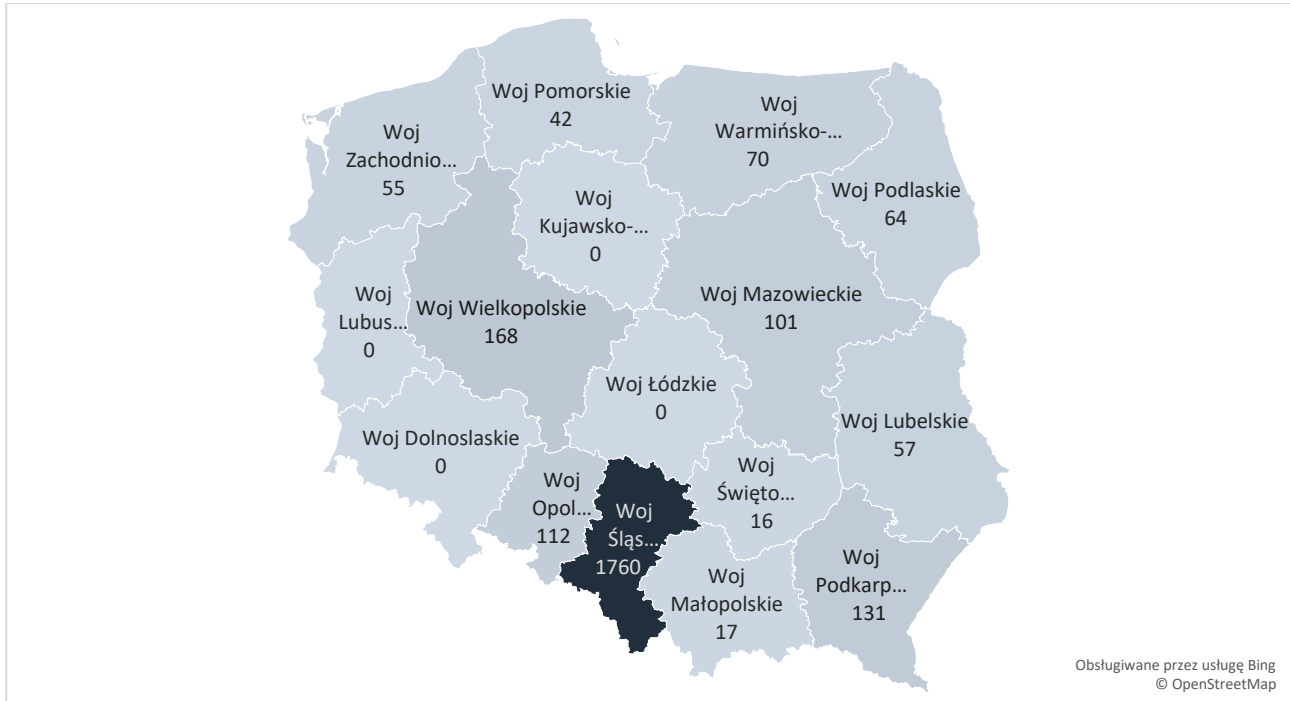 Woj Pomorskie
42
Woj
Warmińsko-...
70
Woj
Zachodnio...
55
Woj Podlaskie
64
Woj
Kujawsko-...
0
Woj Mazowieckie
101
Woj
Lubus...
0
Woj Wielkopolskie
168
Woj Łódzkie
0
Woj Lubelskie
57
Woj Dolnoslaskie
0
Woj
Opol...
112
Woj
Śląs...
1760
Woj
Święto...
16
Woj
Małopolskie
17
Woj
Podkarp...
131
Obsługiwane przez usługę Bing
© OpenStreetMap